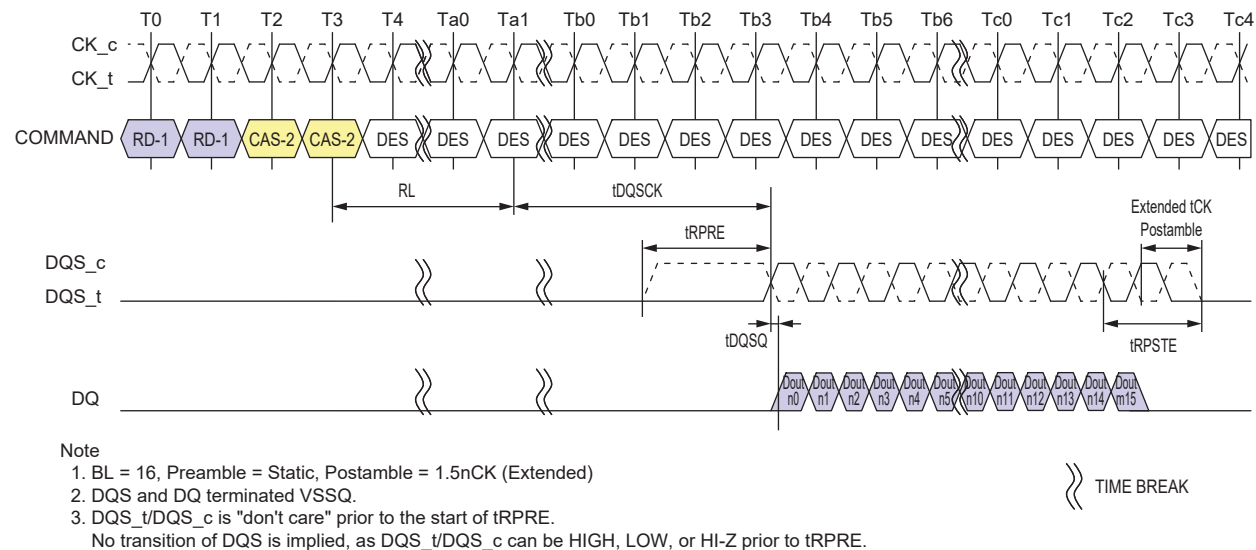 T0 T1 T2 T3 T4 Ta0 Ta1 Tb0 Tb1 Tb2 Tb3 Tb4 Tb5 Tb6 Tc0 Tc1 Tc2 Tc3 Tc4
CK_c
CK_t
COMMAND RD-1 RD-1 CAS-2 CAS-2 DES DES DES DES DES DES DES DES DES DES DES DES DES DES DES
RL tDQSCK
Extended tCK
Postamble
tRPRE
DQS_c
DQS_t
tDQSQ
tRPSTE
DQ
Dout Dout Dout Dout Dout Dout Dout Dout Dout Dout Dout Dout
n0 n1 n2 n3 n4 n5 n10 n11 n12 n13 n14 m15
Note
1. BL = 16, Preamble = Static, Postamble = 1.5nCK (Extended)
2. DQS and DQ terminated VSSQ.
3. DQS_t/DQS_c is "don't care" prior to the start of tRPRE.
No transition of DQS is implied, as DQS_t/DQS_c can be HIGH, LOW, or HI-Z prior to tRPRE.
TIME BREAK